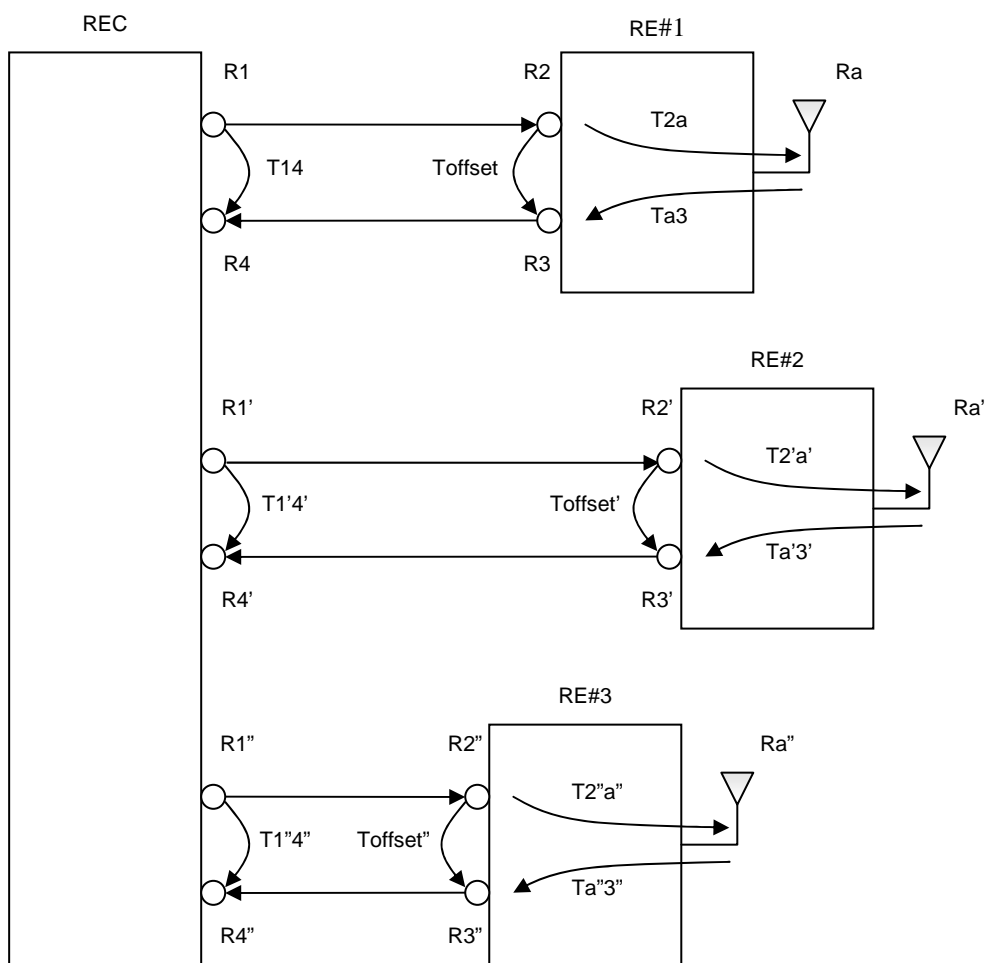 REC
RE#1
R1
R2
Ra
T2a
T14
Toffset
Ta3
R4
R3
RE#2
R1’
R2’
Ra’
T2'a’
T1’4’
Toffset’
Ta’3’
R4’
R3’
RE#3
R1”
R2”
Ra”
T2”a”
T1”4”
Toffset”
Ta”3”
R4”
R3”